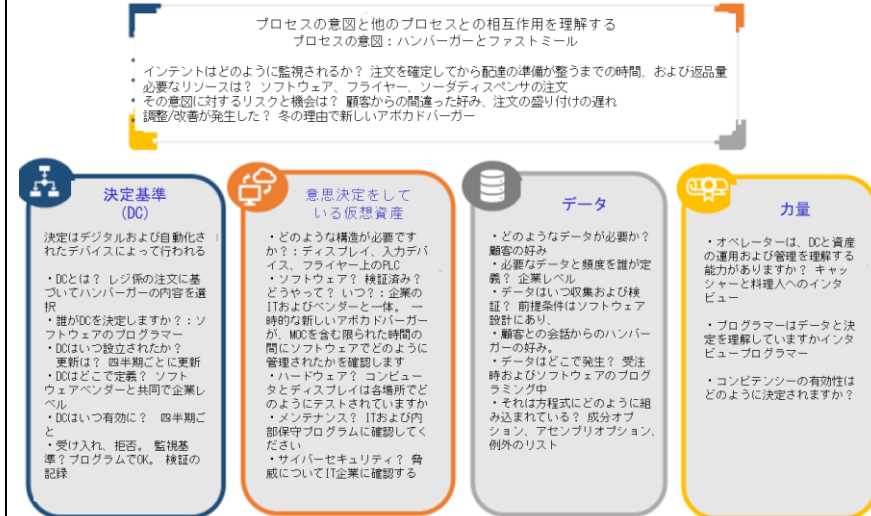 プロセスの意図と他のプロセスとの相互作用を理解する
プロセスの意図：ハンバーガーとファストミール
インテントはどのように監視されるか？ 注文を確定してから配達の準備が整うまでの時間、および返品量
必要なリソースは？ ソフトウェア、フライヤー、ソーダディスペンサの注文
その意図に対するリスクと機会は？ 顧客からの間違った好み、注文の盛り付けの遅れ
調整/改善が発生した？ 冬の理由で新しいアボカドバーガー
決定基準
(DC)
決定はデジタルおよび自動化さ
れたデバイスによって行われる
・DCとは？ レジ係の注文に基
づいてハンバーガーの内容を選
択
・誰がDCを決定しますか？：ソ
フトウェアのプログラマー
・DCはいつ設立されたか？
更新は？ 四半期ごとに更新
・DCはどこで定義？ ソフト
ウェアベンダーと共同で企業レ
ベル
・DCはいつ有効に？ 四半期ご
と
・受け入れ、拒否。 監視基
準？プログラムでOK。 検証の
記録
意思決定をして
いる仮想資産
・どのような構造が必要です
か？：ディスプレイ、入力デバ
イス、フライヤー上のPLC
・ソフトウェア？ 検証済み？
どうやって？ いつ？：企業の
ITおよびベンダーと一体。 一
時的な新しいアボカドバーガー
が、MOCを含む限られた時間の
間にソフトウェアでどのように
管理されたかを確認します
・ハードウェア？ コンピュー
タとディスプレイは各場所でど
のようにテストされていますか
・メンテナンス？ ITおよび内
部保守プログラムに確認してく
ださい
・サイバーセキュリティ？ 脅
威についてIT企業に確認する
データ
・どのようなデータが必要か？
顧客の好み
・必要なデータと頻度を誰が定
義？ 企業レベル
・データはいつ収集および検
証？ 前提条件はソフトウェア
設計にあり、
・顧客との会話からのハンバー
ガーの好み。
・データはどこで発生？ 受注
時およびソフトウェアのプログ
ラミング中
・それは方程式にどのように組
み込まれている？ 成分オプ
ション、アセンブリオプション、
例外のリスト
力量
・オペレーターは、DCと資産
の運用および管理を理解する
能力がありますか？ キャッ
シャーと料理人へのインタ
ビュー
・プログラマーはデータと決
定を理解していますかインタ
ビュープログラマー
・コンピテンシーの有効性は
どのように決定されますか？